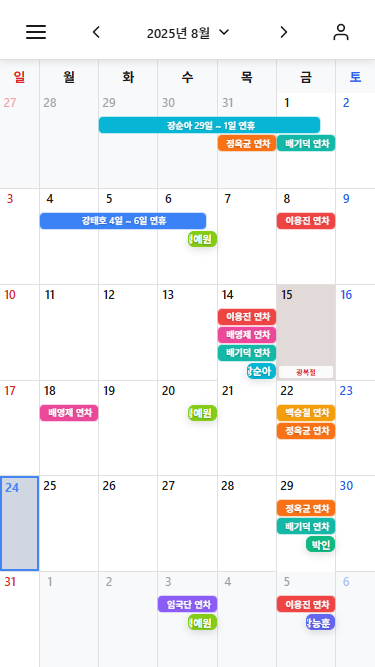 2025년 8월
일 월 화 수 목 금 토
27 28 29 30 31 1 2
장순아 29일 ~ 1일 연휴
정옥균 연차 배기덕 연차
3 4 5 6 7 8 9
강태호 4일 ~ 6일 연휴 이용진 연차
예원
10 11 12 13 14 15 16
이용진 연차
배영제 연차
배기덕 연차
순아 광복절
17 18 19 20 21 22 23
배영제 연차 예원 백승철 연차
정옥균 연차
24 25 26 27 28 29 30
정옥균 연차
배기덕 연차
박인
31 1 2 3 4 5 6
임국단 연차 이용진 연차
예원 능훈